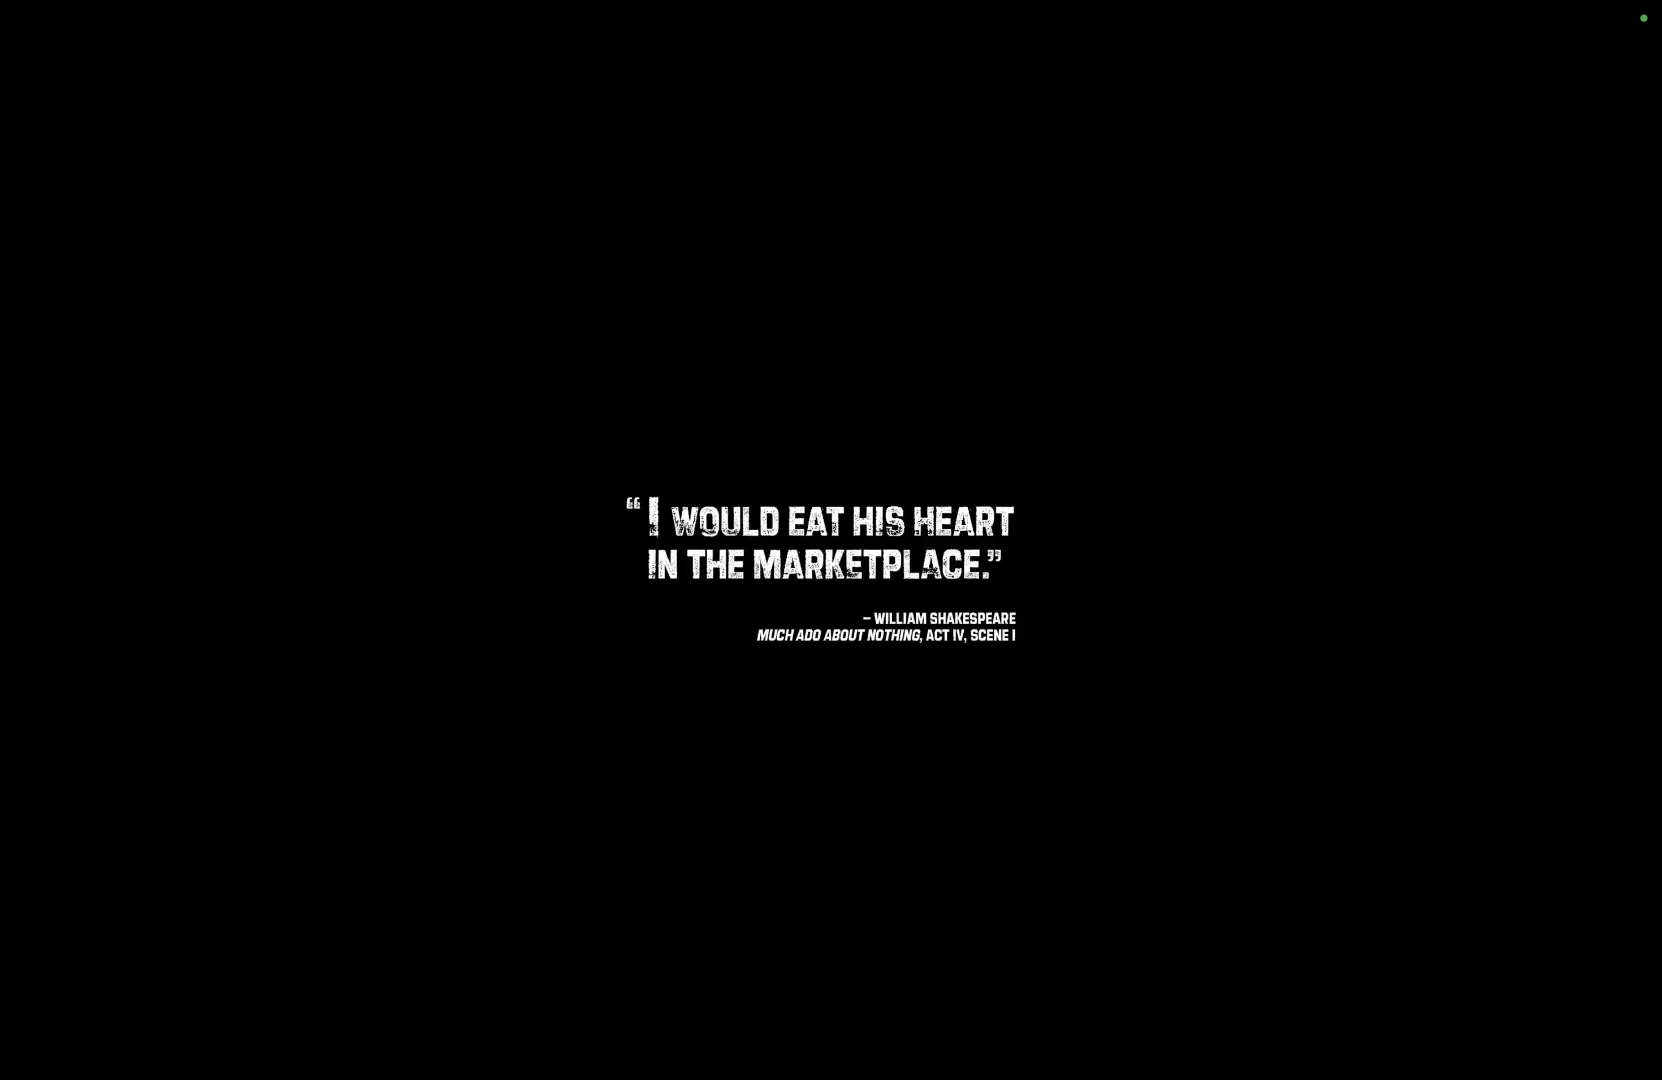 “I WOULD EAT HIS HEART
IN THE MARKETPLACE.”
– WILLIAM SHAKESPEARE
MUCH ADO ABOUT NOTHING, ACT IV, SCENE I